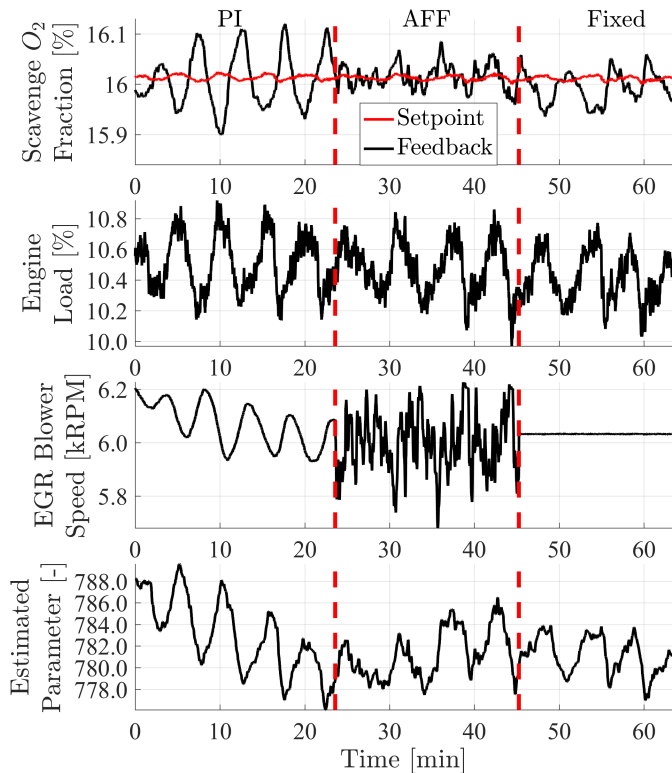 PI AFF Fixed
Scavenge O2
Fraction [%]
16.1
16
15.9
Setpoint
Feedback
0 10 20 30 40 50 60
Engine
Load [%]
10.8
10.6
10.4
10.2
10.0
0 10 20 30 40 50 60
EGR Blower
Speed [kRPM]
6.2
6.0
5.8
0 10 20 30 40 50 60
Estimated
Parameter [-]
788.0
786.5
784.0
782.0
780.0
778.0
0 10 20 30 40 50 60
Time [min]